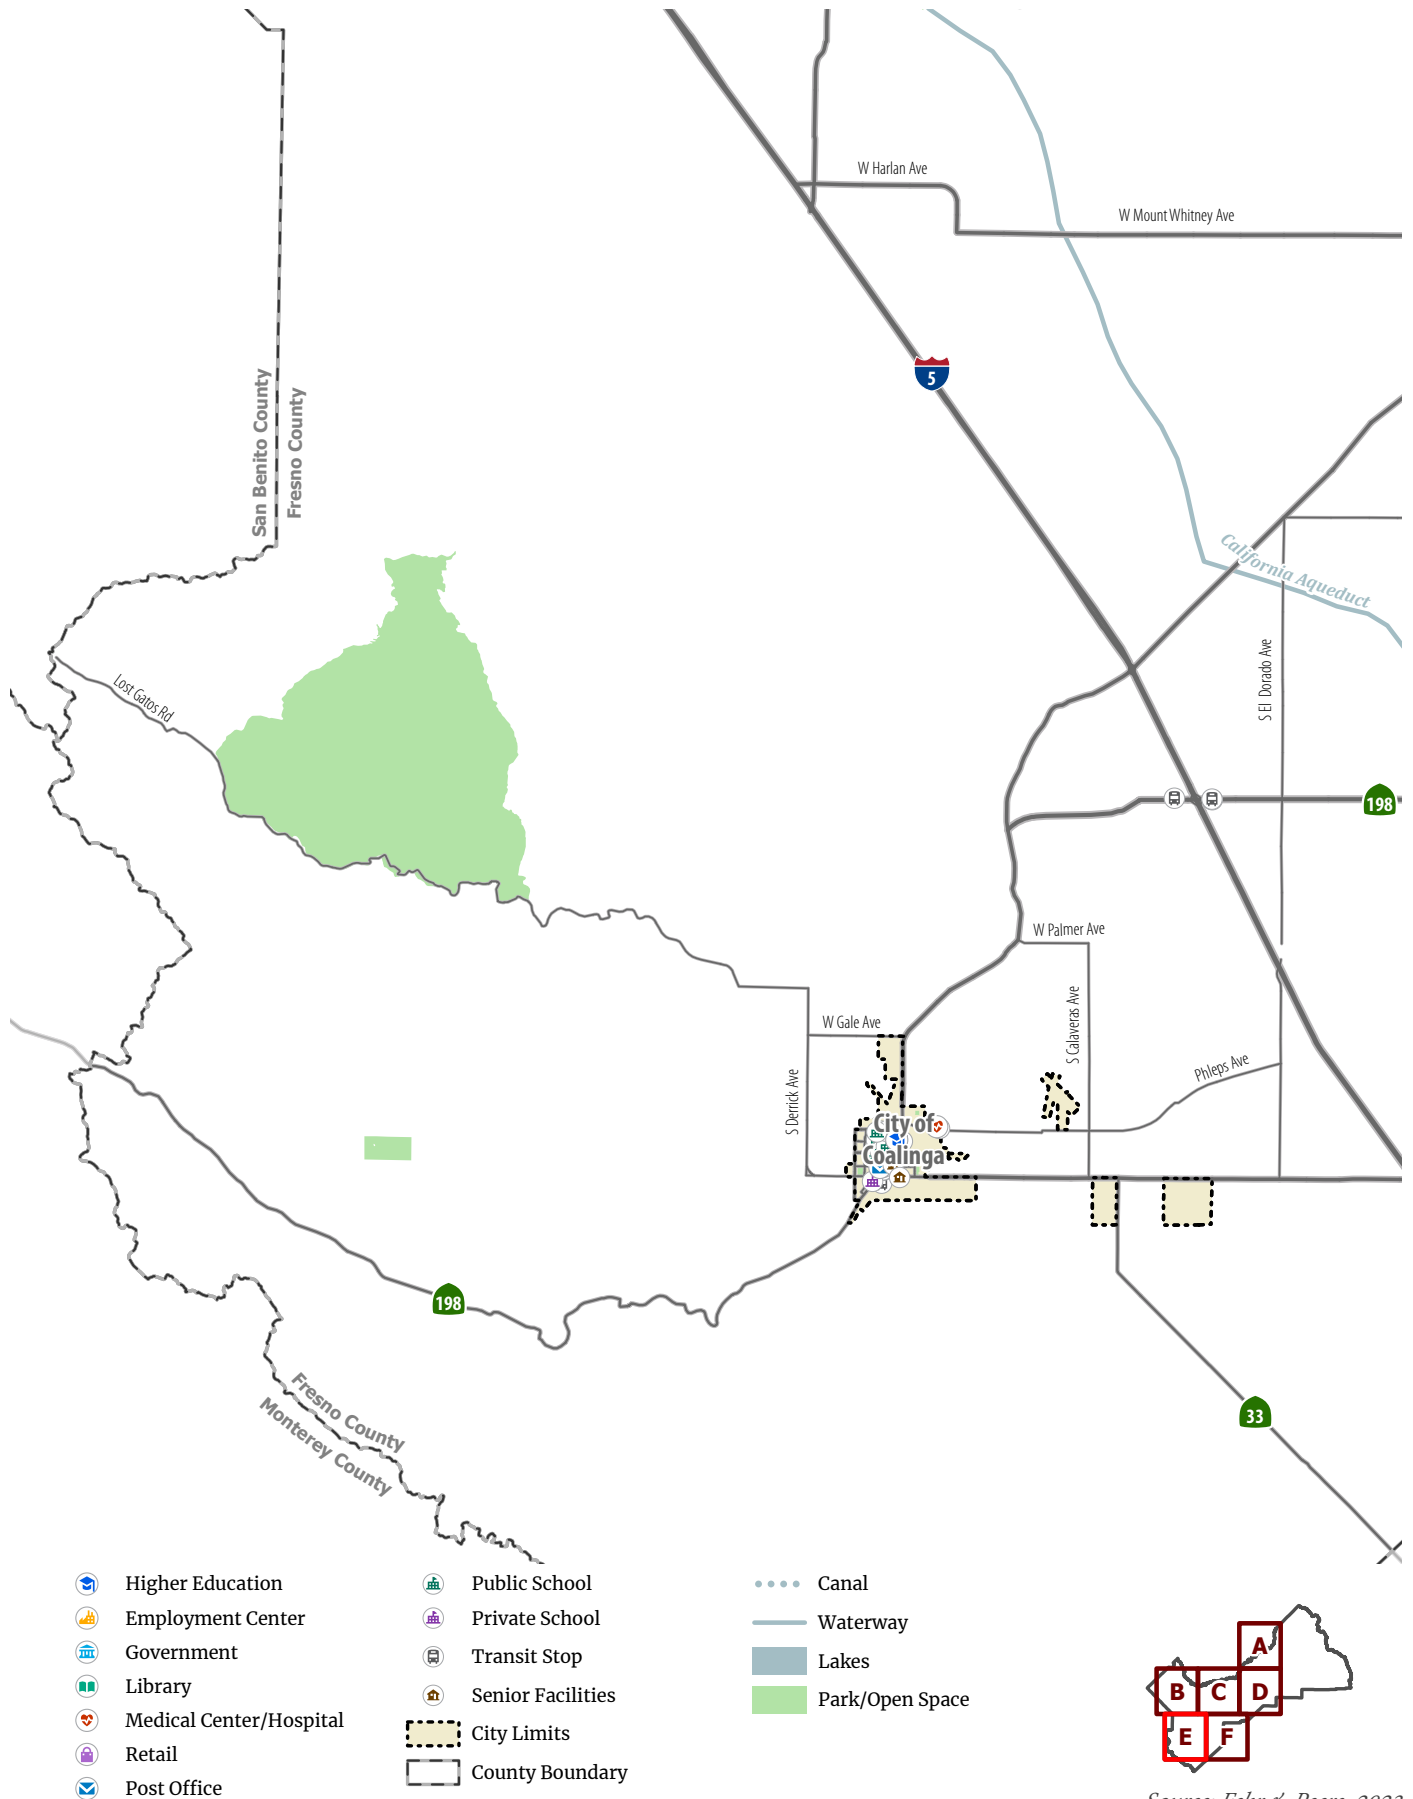 W Harlan Ave
W Mount Whitney Ave
5
San Benito County
Fresno County
California Aqueduct
S El Dorado Ave
Lost Gatos Rd
198
W Palmer Ave
W Gale Ave
S Calaveras Ave
Phleps Ave
S Derrick Ave
City of
Coalinga
198
Fresno County
Monterey County
33
Higher Education
Employment Center
Government
Library
Medical Center/Hospital
Retail
Post Office
Public School
Private School
Transit Stop
Senior Facilities
City Limits
County Boundary
Canal
Waterway
Lakes
Park/Open Space
A
B
C
D
E
F